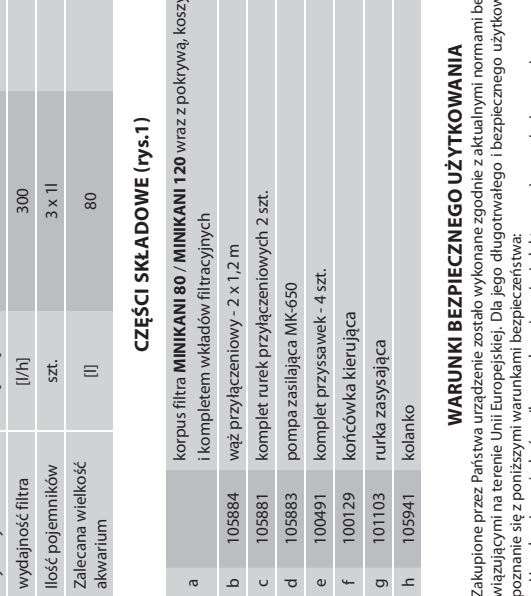 wydajność filtra [l/h] 300
Ilość pojemników szt. 3 x 1l
Zalecana wielkość akwarium [l] 80
CZĘŚCI SKŁADOWE (rys.1)
a korpus filtra MINIKANI 80 / MINIKANI 120 wraz z pokrywą,
i kompletem wkładów filtracyjnych
b 105884 wąż przyłączeniowy - 2 x 1,2 m
c 105881 komplet rurek przyłączeniowych 2 szt.
d 105883 pompa zasilająca MK-650
e 100491 komplet przyssawek - 4 szt.
f 100129 końcówka kierująca
g 101103 rurka zasysająca
h 105941 kolanko
WARUNKI BEZPIECZNEGO UŻYTKOWANIA
Zakupione przez Państwa urządzenie zostało wykonane zgodnie z aktualnymi normami
wiązującymi na terenie Unii Europejskiej. Dla jego długotrwałego i bezpiecznego
poznanie się z poniższymi warunkami bezpieczeństwa: